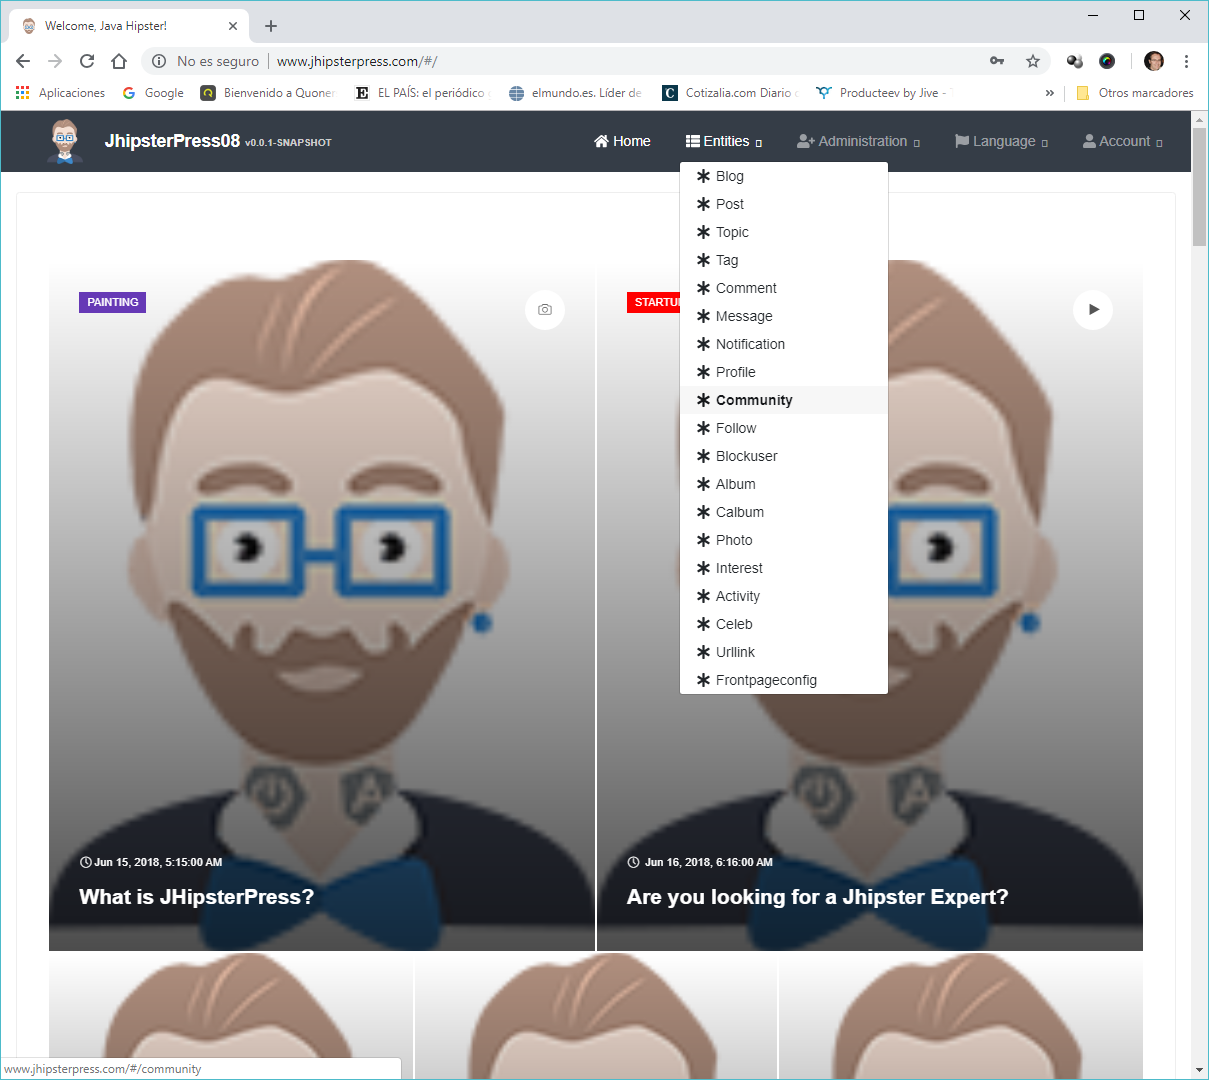 Welcome, Java Hipster!
No es seguro
www.jhipsterpress.com/#/
Aplicaciones
Google
Bienvenido a Quoner
EL PAÍS: el periódico
elmundo.es. Líder de
Cotizalia.com Diario
Producteev by Jive -
»
Otros marcadores
JhipsterPress08 v0.0.1-SNAPSHOT
Home
Entities
Administration
Language
Account
Blog
Post
Topic
Tag
Comment
Message
Notification
Profile
Community
Follow
Blockuser
Album
Calbum
Photo
Interest
Activity
Celeb
Urllink
Frontpageconfig
PAINTING
STARTU
Jun 15, 2018, 5:15:00 AM
What is JHipsterPress?
Jun 16, 2018, 6:16:00 AM
Are you looking for a Jhipster Expert?
www.jhipsterpress.com/#/community